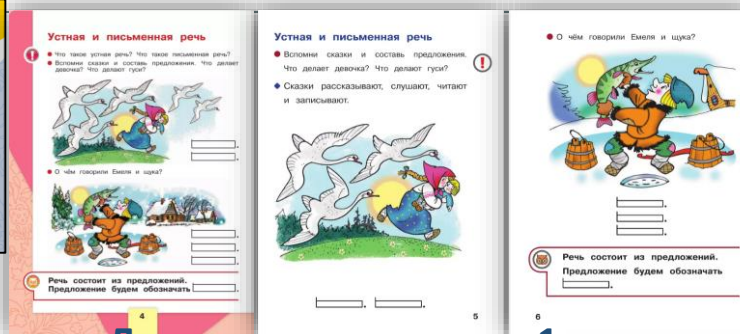 Устная и письменная речь
Что такое устная речь? Что такое письменная речь?
Вспомни сказки и составь предложения. Что делает
девочка? Что делают гуси?
О чём говорили Емеля и щука?
Речь состоит из предложений.
Предложение будем обозначать
4
Устная и письменная речь
Вспомни сказки и составь предложения.
Что делает девочка? Что делают гуси?
Сказки рассказывают, слушают, читают
и записывают.
5
О чём говорили Емеля и щука?
Речь состоит из предложений.
Предложение будем обозначать
6